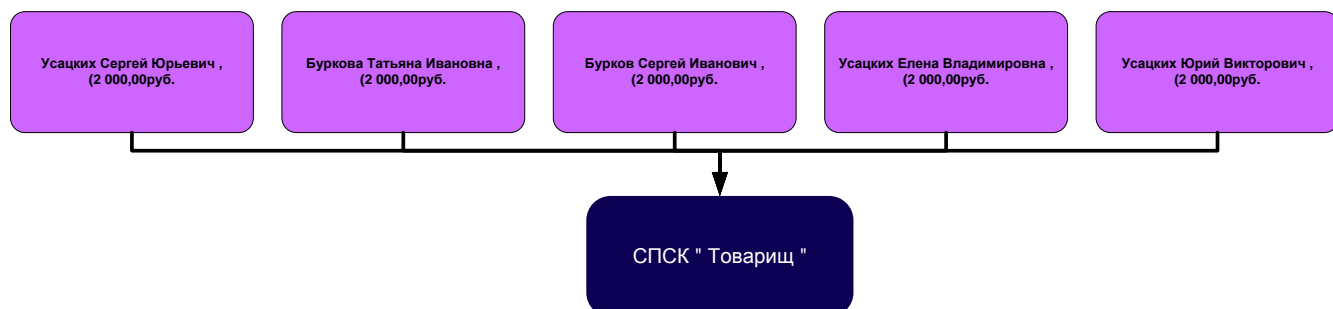 Усацких Сергей Юрьевич ,
(2 000,00руб.
Буркова Татьяна Ивановна ,
(2 000,00руб.
Бурков Сергей Иванович ,
(2 000,00руб.
Усацких Елена Владимировна ,
(2 000,00руб.
Усацких Юрий Викторович ,
(2 000,00руб.
СПСК " Товарищ "